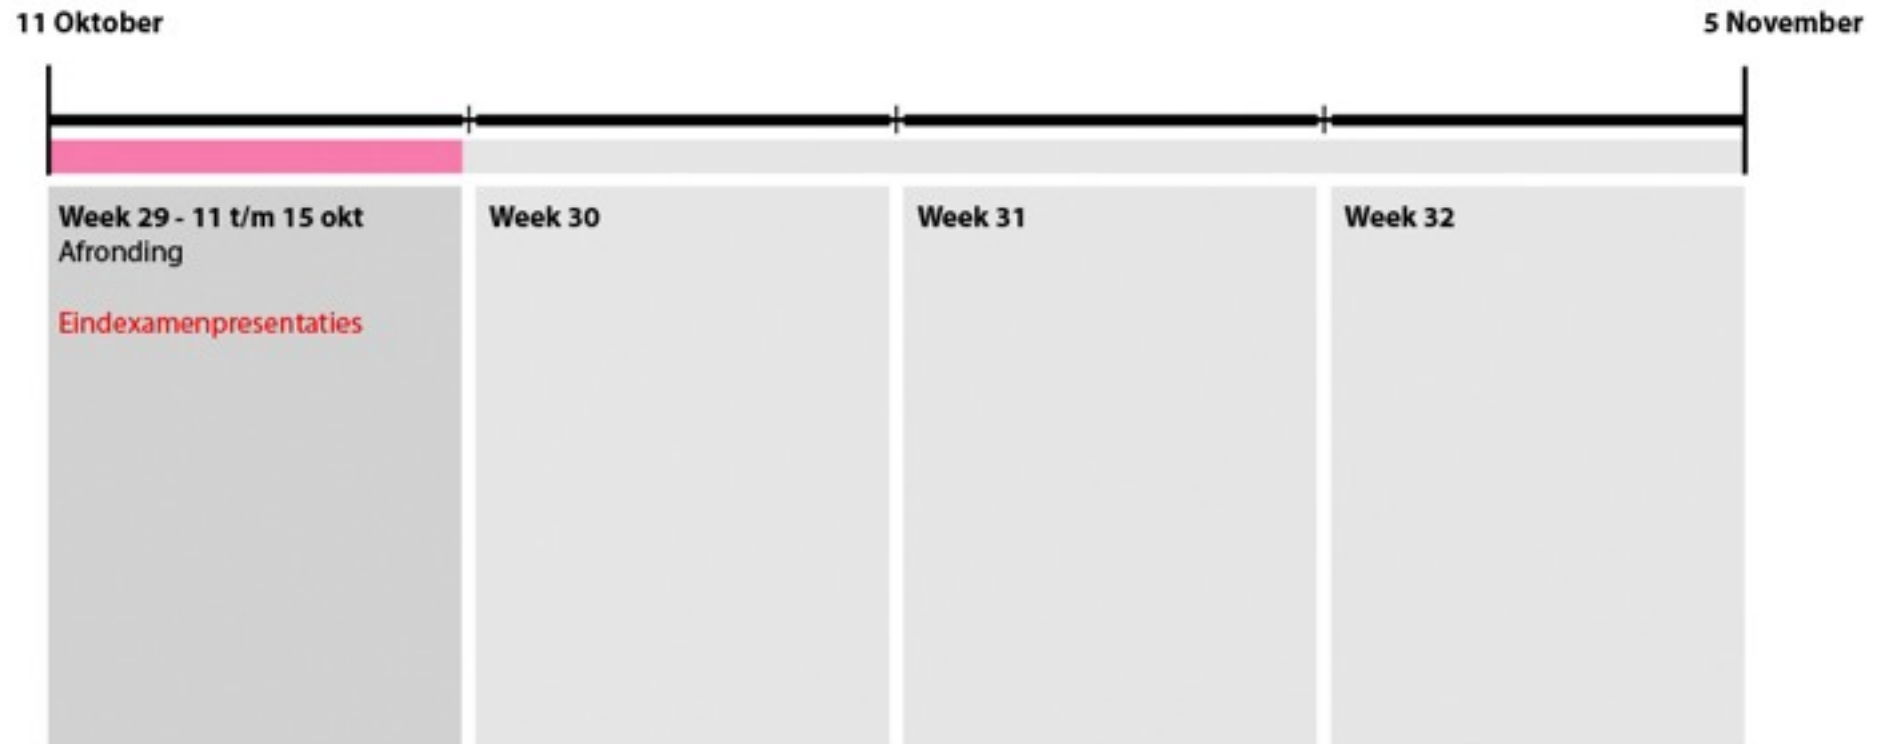 11 Oktober
5 November
Week 29 - 11 t/m 15 okt
Afronding
Eindexamenpresentaties
Week 30
Week 31
Week 32